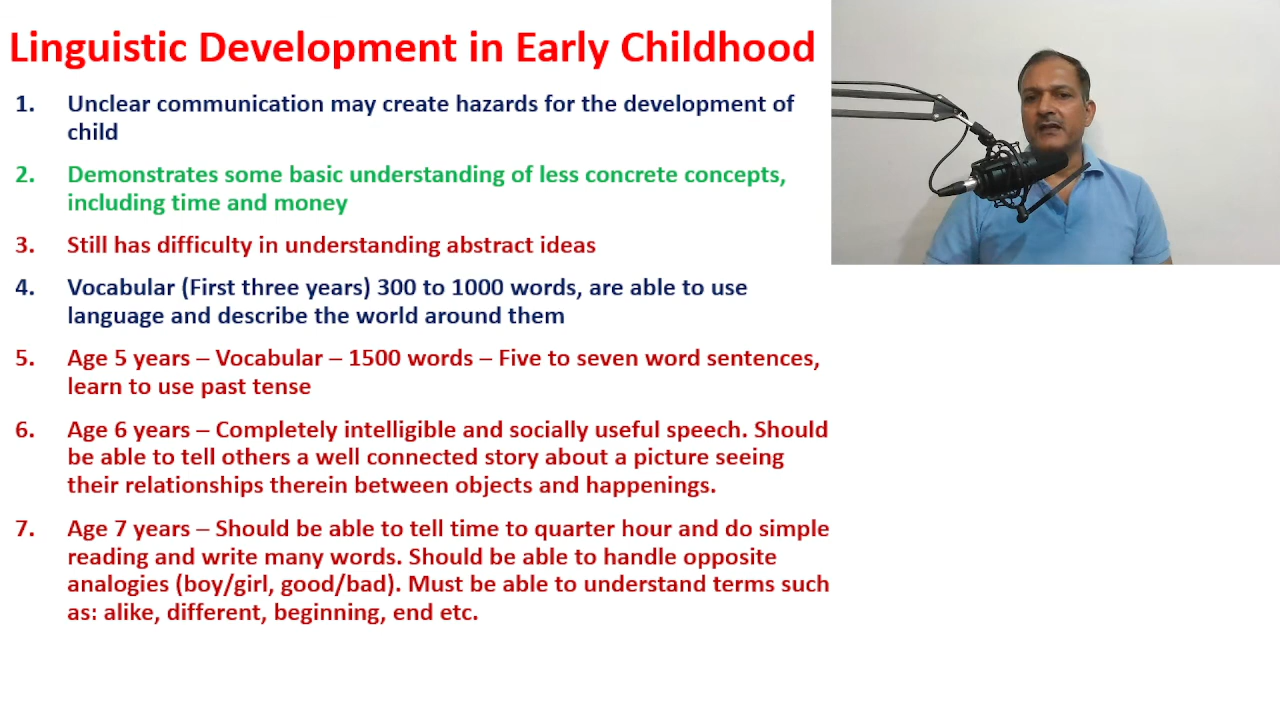 Linguistic Development in Early Childhood
1. Unclear communication may create hazards for the development of
child
2. Demonstrates some basic understanding of less concrete concepts,
including time and money
3. Still has difficulty in understanding abstract ideas
4. Vocabular (First three years) 300 to 1000 words, are able to use
language and describe the world around them
5. Age 5 years – Vocabular – 1500 words – Five to seven word sentences,
learn to use past tense
6. Age 6 years – Completely intelligible and socially useful speech. Should
be able to tell others a well connected story about a picture seeing
their relationships therein between objects and happenings.
7. Age 7 years – Should be able to tell time to quarter hour and do simple
reading and write many words. Should be able to handle opposite
analogies (boy/girl, good/bad). Must be able to understand terms such
as: alike, different, beginning, end etc.